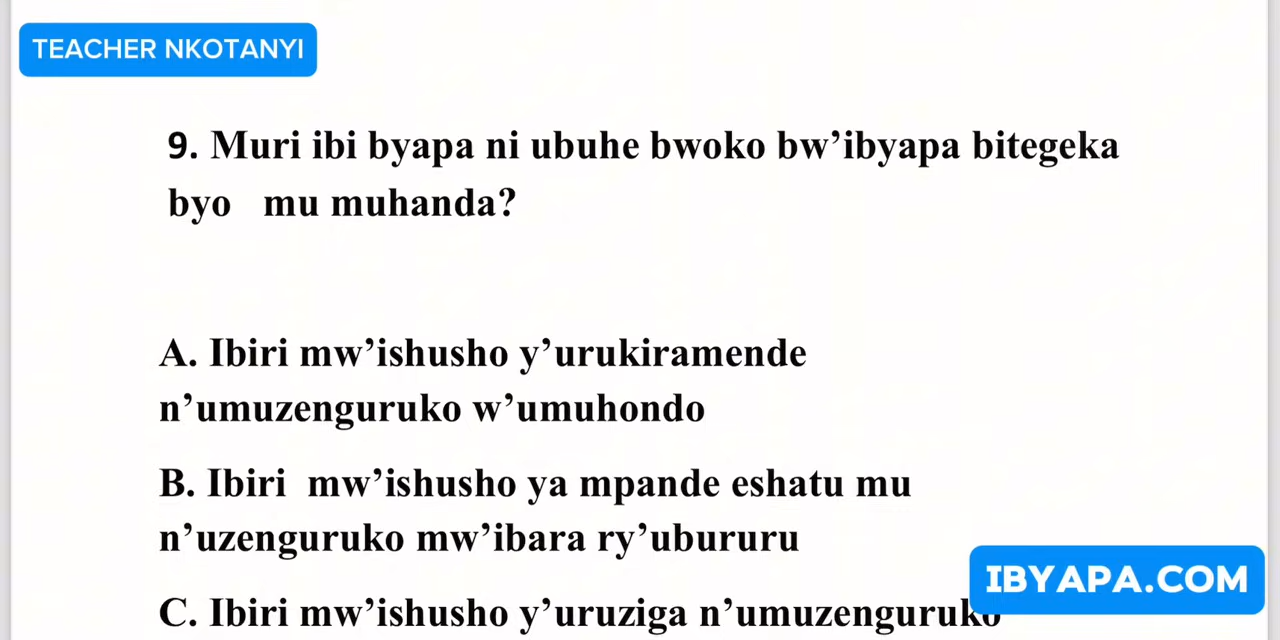 TEACHER NKOTANYI
9. Muri ibi byapa ni ubuhe bwoko bw’ibyapa bitegeka
byo mu muhanda?
A. Ibiri mw’ishusho y’urukiramende
n’umuzenguruko w’umuhondo
B. Ibiri mw’ishusho ya mpande eshatu mu
n’uzenguruko mw’ibara ry’ubururu
C. Ibiri mw’ishusho y’uruziga n’umuzenguruko
IBYAPA.COM